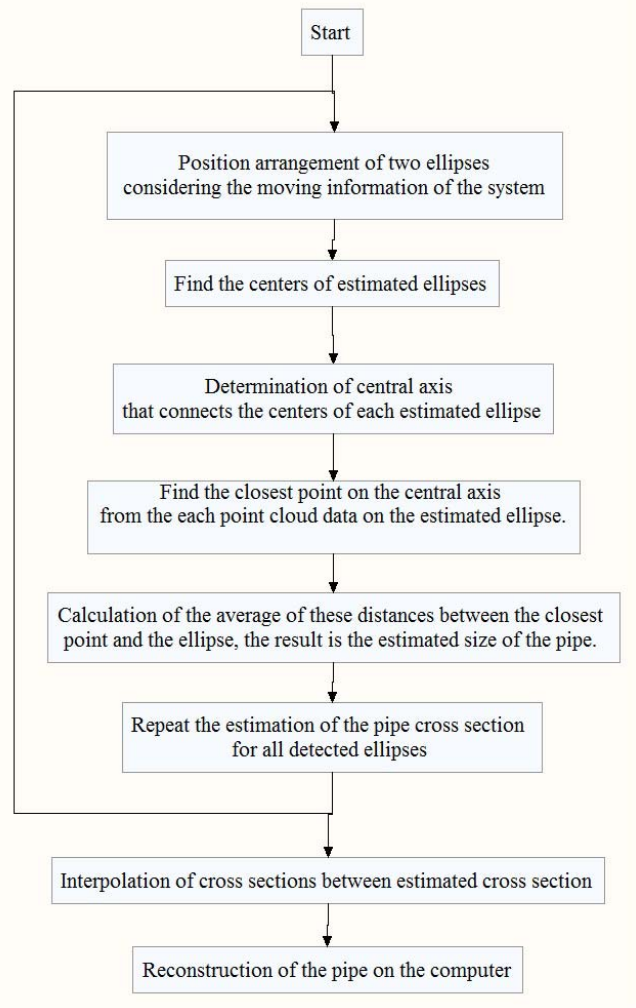 Start
Position arrangement of two ellipses
considering the moving information of the system
Find the centers of estimated ellipses
Determination of central axis
that connects the centers of each estimated ellipse
Find the closest point on the central axis
from the each point cloud data on the estimated ellipse.
Calculation of the average of these distances between the closest
point and the ellipse, the result is the estimated size of the pipe.
Repeat the estimation of the pipe cross section
for all detected ellipses
Interpolation of cross sections between estimated cross section
Reconstruction of the pipe on the computer